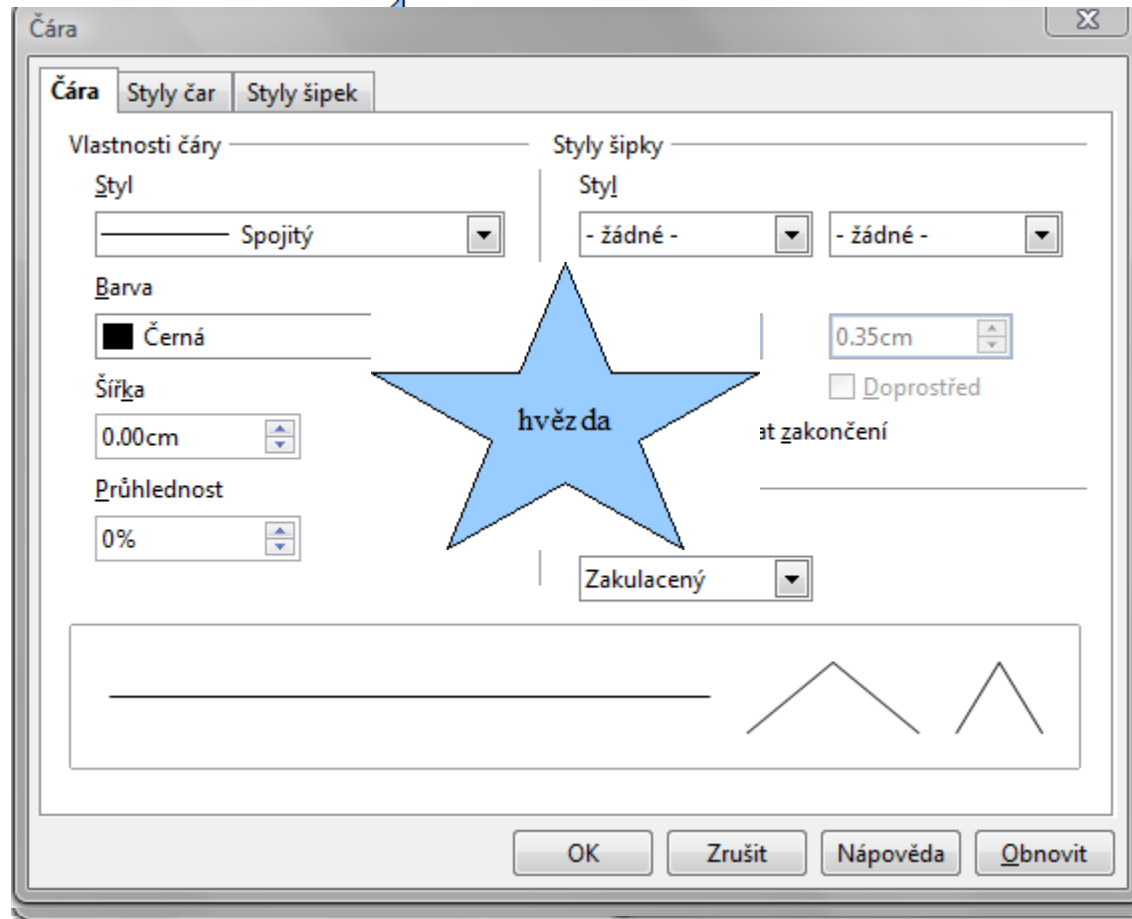 Čára
Čára Styly čar Styly šipek
Vlastnosti čáry
Styl
Spojitý
Barva
Černá
Šířka
0.00cm
Průhlednost
0%
Styly šipky
Styl
- žádné - - žádné -
0.35cm
Doprostřed
zakončení
Zakulacený
hvězda
OK Zrušit Nápověda Obnovit